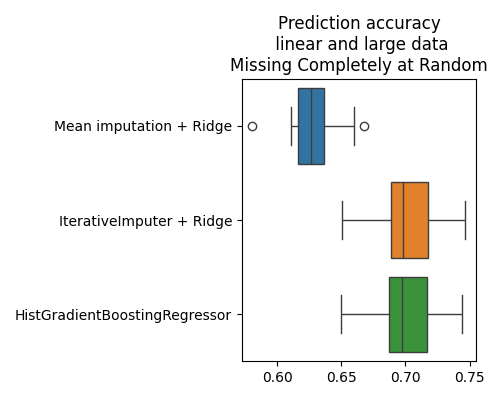 Prediction accuracy
linear and large data
Missing Completely at Random
Mean imputation + Ridge
IterativeImputer + Ridge
HistGradientBoostingRegressor
0.60 0.65 0.70 0.75